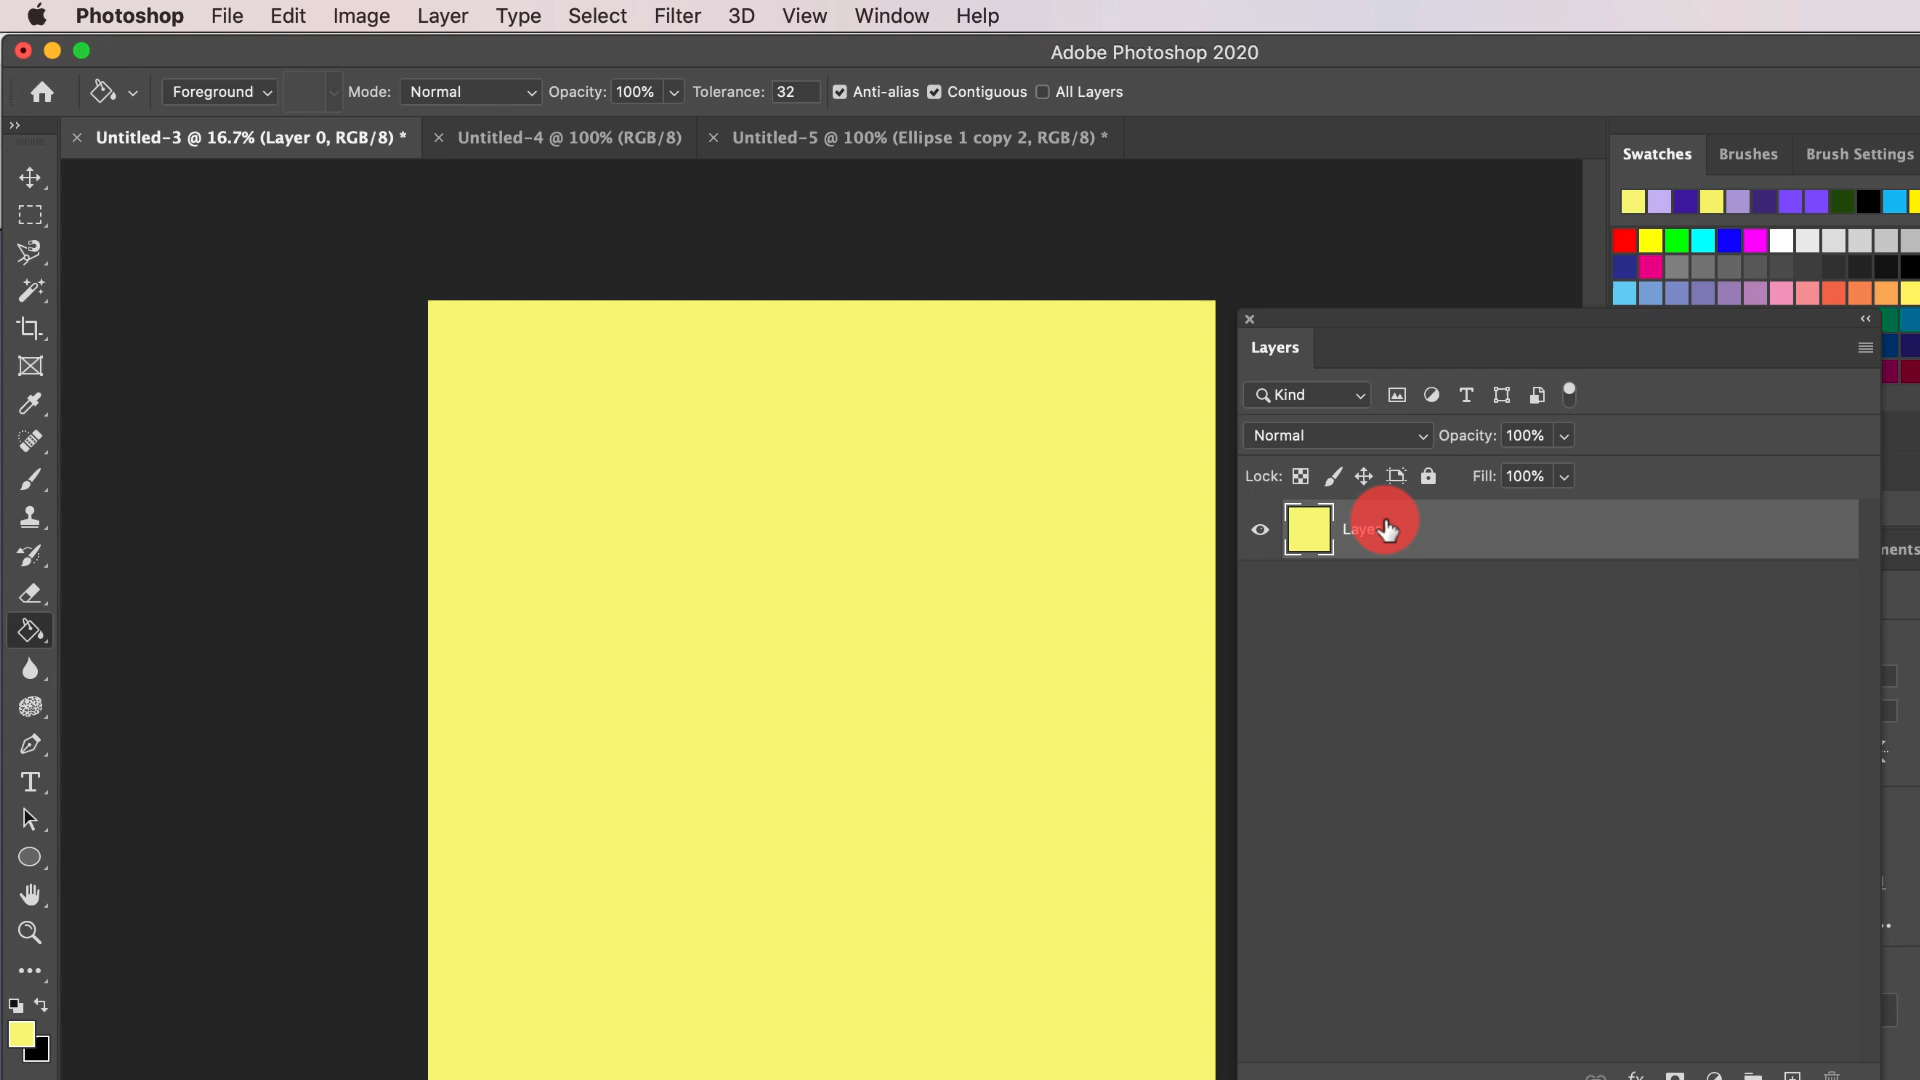 Photoshop File Edit Image Layer Type Select Filter 3D View Window Help
Adobe Photoshop 2020
Foreground Mode: Normal Opacity: 100% Tolerance: 32 Anti-alias Contiguous All Layers
Untitled-3 @ 16.7% (Layer 0, RGB/8) * Untitled-4 @ 100% (RGB/8) Untitled-5 @ 100% (Ellipse 1 copy 2, RGB/8) *
Swatches Brushes Brush Settings
Layers
Kind
Normal Opacity: 100%
Lock: Fill: 100%